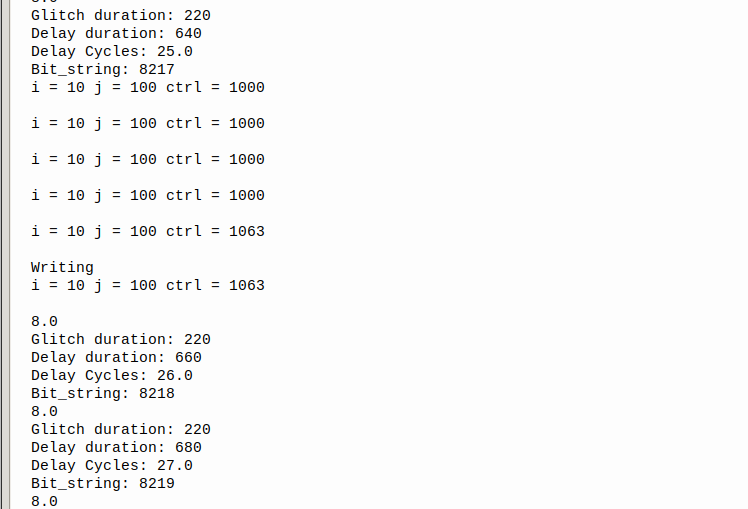 8.0
Glitch duration: 220
Delay duration: 640
Delay Cycles: 25.0
Bit_string: 8217
i = 10 j = 100 ctrl = 1000
i = 10 j = 100 ctrl = 1000
i = 10 j = 100 ctrl = 1000
i = 10 j = 100 ctrl = 1000
i = 10 j = 100 ctrl = 1063
Writing
i = 10 j = 100 ctrl = 1063
8.0
Glitch duration: 220
Delay duration: 660
Delay Cycles: 26.0
Bit_string: 8218
8.0
Glitch duration: 220
Delay duration: 680
Delay Cycles: 27.0
Bit_string: 8219
8.0